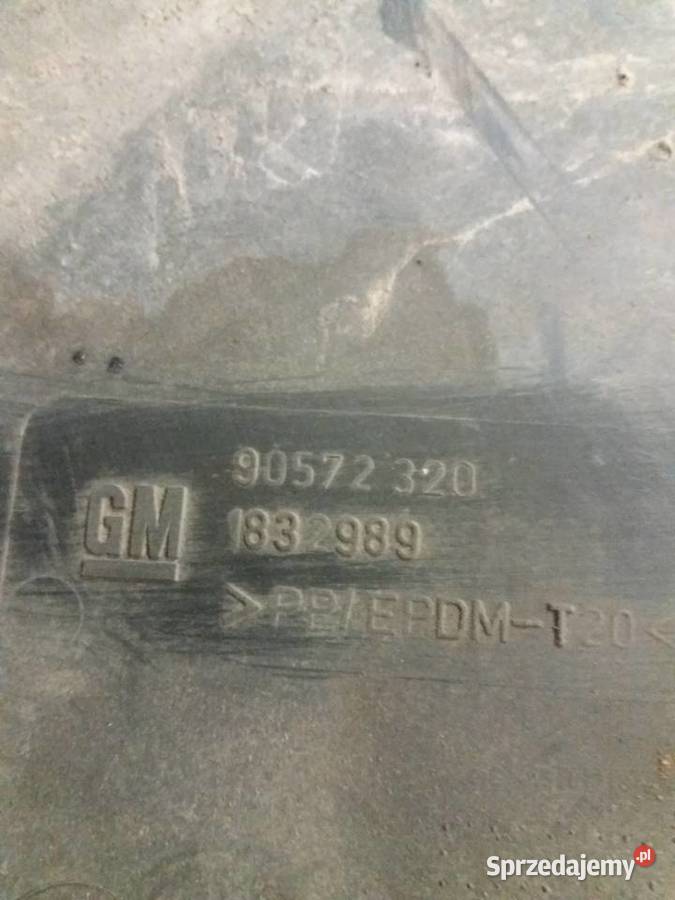 90572 320
GM
1832989
>PP/EPDM-T20<
Sprzedajemy.pl